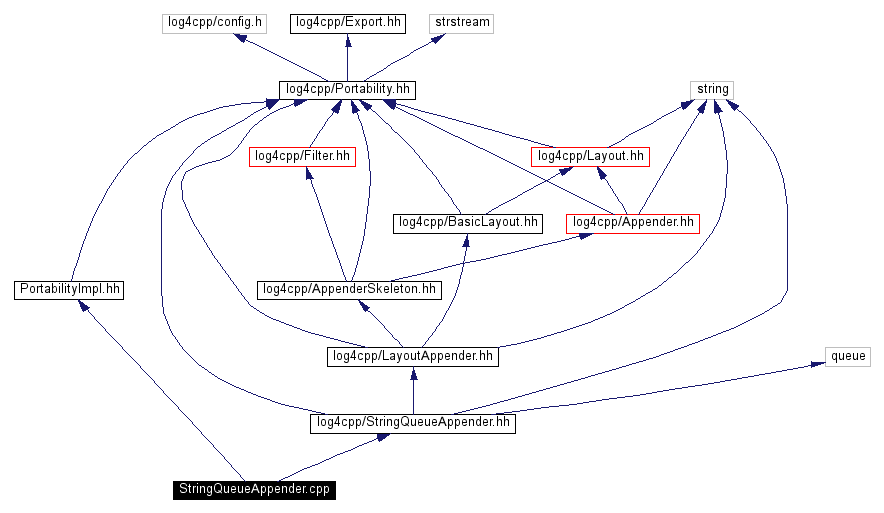 log4cpp/config.h
log4cpp/Export.hh
strstream
log4cpp/Portability.hh
string
log4cpp/Filter.hh
log4cpp/Layout.hh
log4cpp/BasicLayout.hh
log4cpp/Appender.hh
PortabilityImpl.hh
log4cpp/AppenderSkeleton.hh
log4cpp/LayoutAppender.hh
queue
log4cpp/StringQueueAppender.hh
StringQueueAppender.cpp